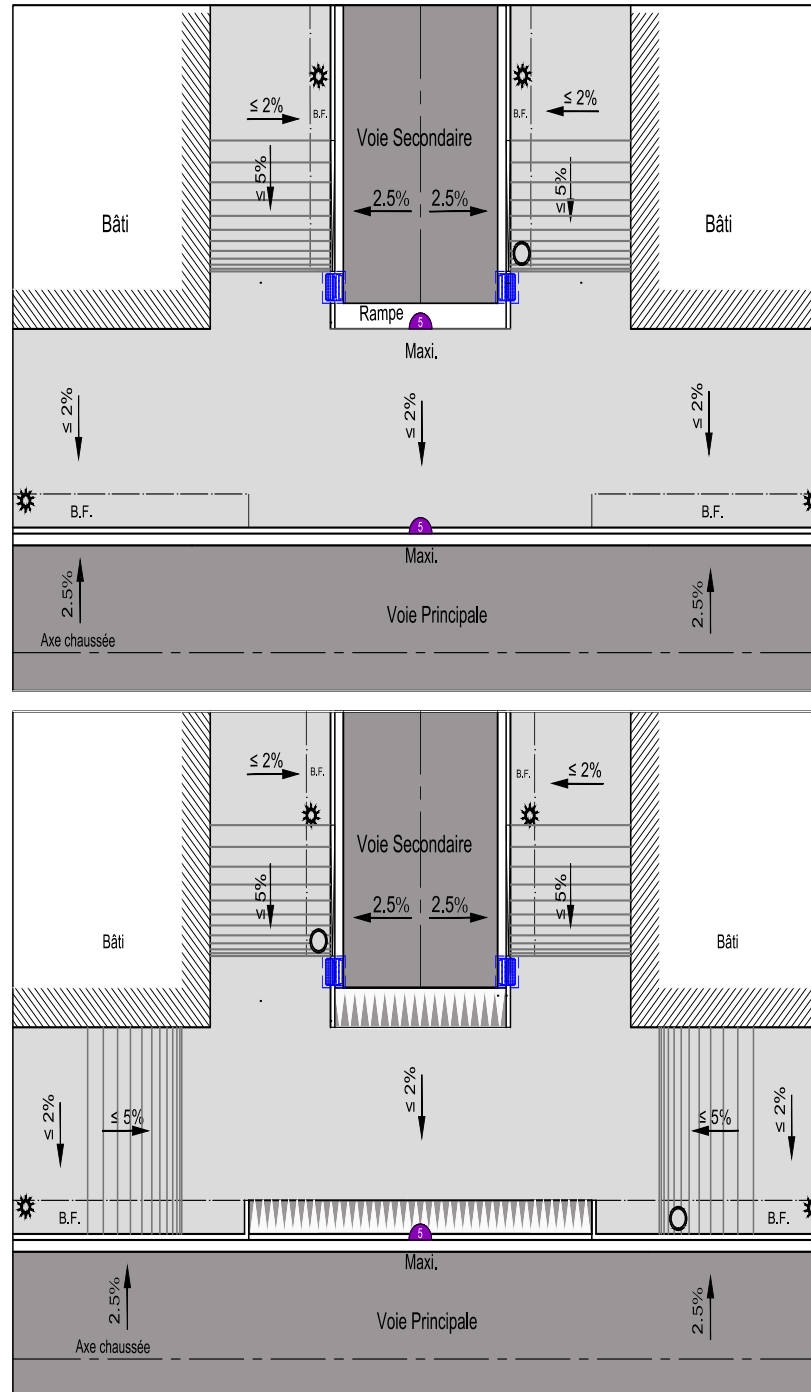 ≤ 2%
B.F.
B.F.
≤ 2%
Voie Secondaire
≤ 5%
≤ 5%
2.5%
2.5%
Bâti
Bâti
Rampe
5
Maxi.
≤ 2%
≤ 2%
≤ 2%
B.F.
B.F.
5
Maxi.
2.5%
2.5%
Voie Principale
Axe chaussée
≤ 2%
B.F.
B.F.
≤ 2%
Voie Secondaire
≤ 5%
≤ 5%
2.5%
2.5%
Bâti
Bâti
≤ 2%
≤ 5%
≤ 2%
≤ 5%
≤ 2%
B.F.
B.F.
5
Maxi.
2.5%
2.5%
Voie Principale
Axe chaussée